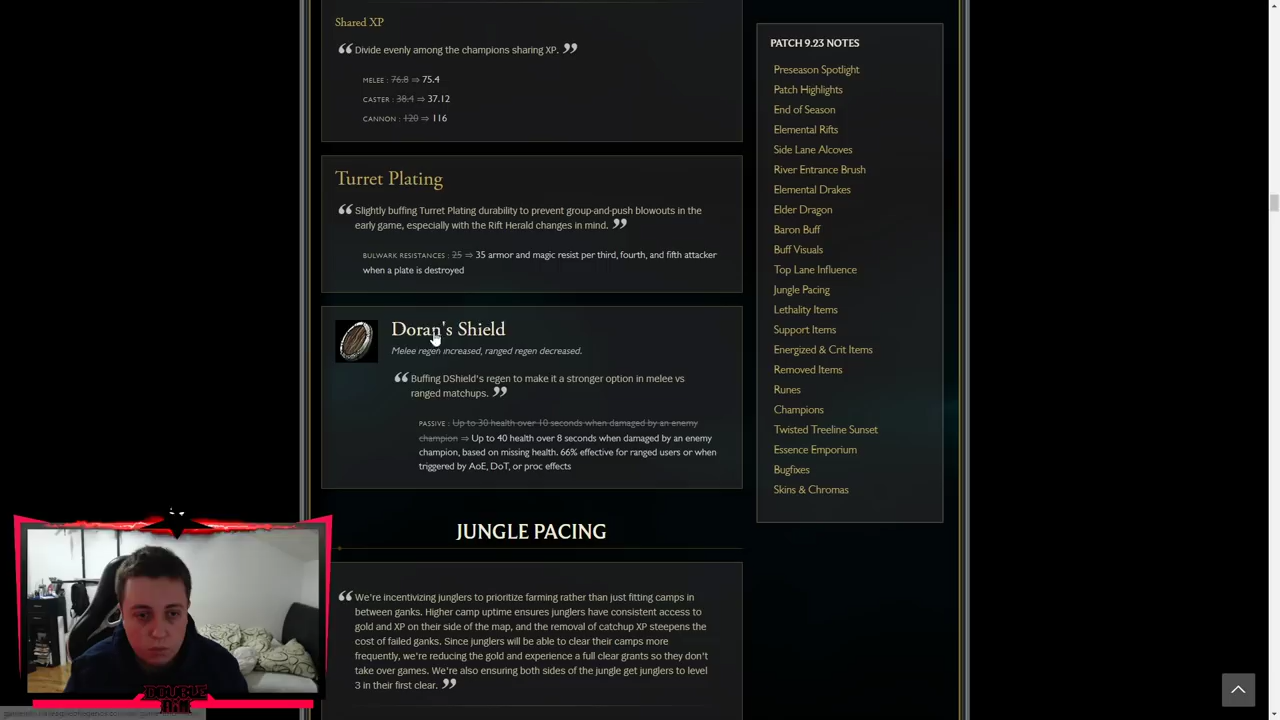 Shared XP
“ Divide evenly among the champions sharing XP. ”
MELEE : 76.8 ⇒ 75.4
CASTER : 38.4 ⇒ 37.12
CANNON : 120 ⇒ 116
Turret Plating
“ Slightly buffing Turret Plating durability to prevent group-and-push blowouts in the
early game, especially with the Rift Herald changes in mind. ”
BULWARK RESISTANCES : 25 ⇒ 35 armor and magic resist per third, fourth, and fifth attacker
when a plate is destroyed
Doran's Shield
Melee regen increased, ranged regen decreased.
“ Buffing DShield's regen to make it a stronger option in melee vs
ranged matchups. ”
PASSIVE : Up to 30 health over 10 seconds when damaged by an enemy
champion ⇒ Up to 40 health over 8 seconds when damaged by an enemy
champion, based on missing health. 66% effective for ranged users or when
triggered by AoE, DoT, or proc effects
JUNGLE PACING
“ We're incentivizing junglers to prioritize farming rather than just fitting camps in
between ganks. Higher camp uptime ensures junglers have consistent access to
gold and XP on their side of the map, and the removal of catchup XP steepens the
cost of failed ganks. Since junglers will be able to clear their camps more
frequently, we're reducing the gold and experience a full clear grants so they don't
take over games. We're also ensuring both sides of the jungle get junglers to level
3 in their first clear. ”
PATCH 9.23 NOTES
Preseason Spotlight
Patch Highlights
End of Season
Elemental Rifts
Side Lane Alcoves
River Entrance Brush
Elemental Drakes
Elder Dragon
Baron Buff
Buff Visuals
Top Lane Influence
Jungle Pacing
Lethality Items
Support Items
Energized & Crit Items
Removed Items
Runes
Champions
Twisted Treeline Sunset
Essence Emporium
Bugfixes
Skins & Chromas
DOUBLE